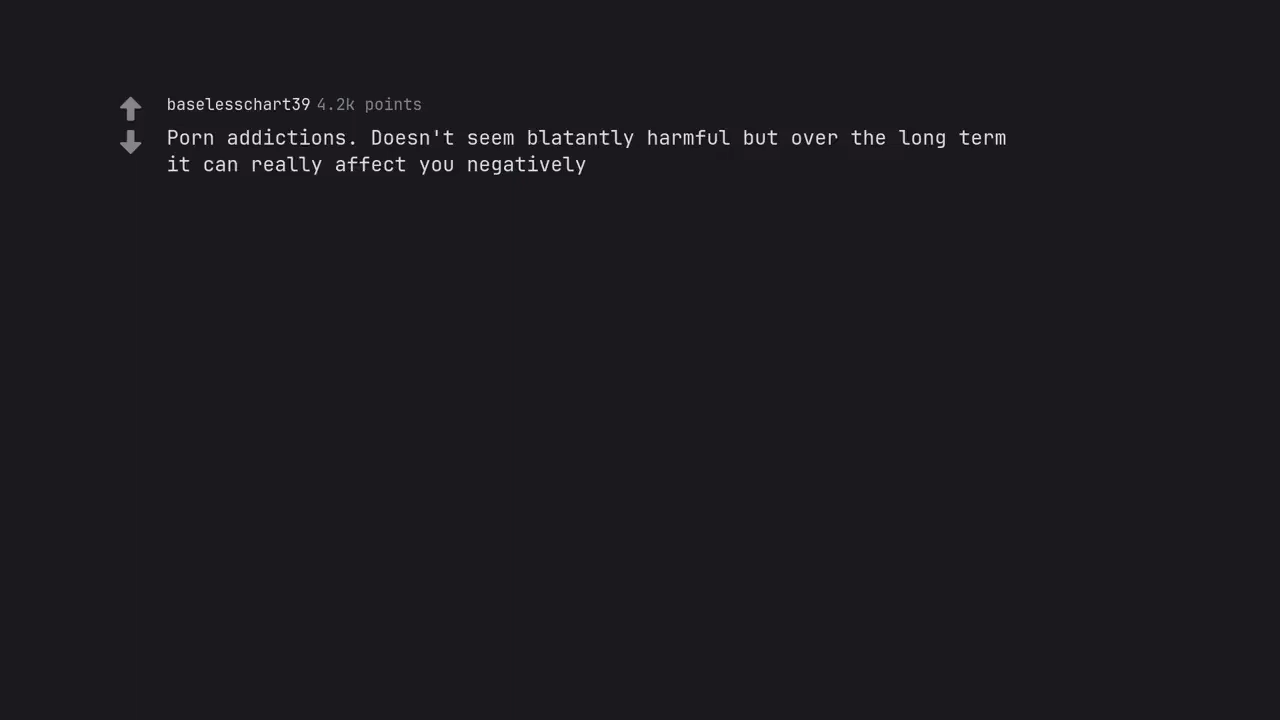 baselesschart39 4.2k points
Porn addictions. Doesn't seem blatantly harmful but over the long term
it can really affect you negatively